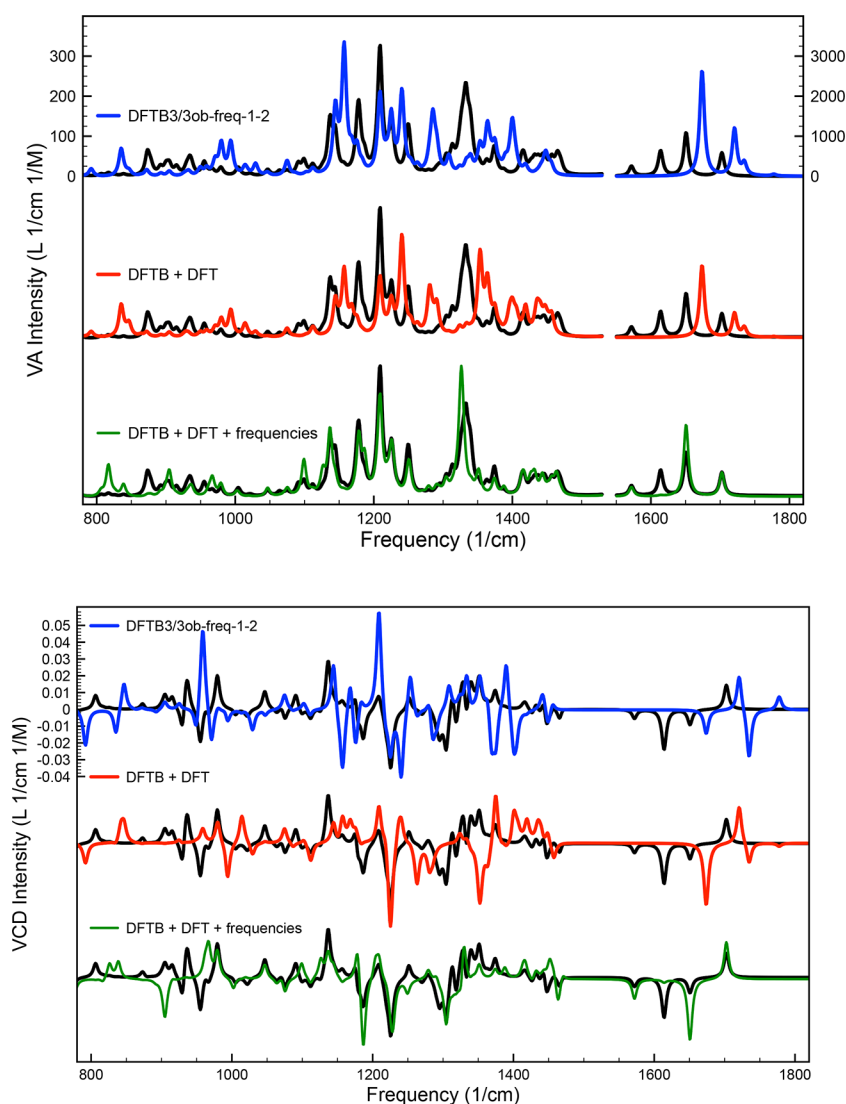 300
200
100
0
3000
2000
1000
0
DFTB3/3ob-freq-1-2
DFTB + DFT
DFTB + DFT + frequencies
VA Intensity (L 1/cm 1/M)
800 1000 1200 1400 1600 1800
Frequency (1/cm)
0.05
0.04
0.03
0.02
0.01
0
-0.01
-0.02
-0.03
-0.04
DFTB3/3ob-freq-1-2
DFTB + DFT
DFTB + DFT + frequencies
VCD Intensity (L 1/cm 1/M)
800 1000 1200 1400 1600 1800
Frequency (1/cm)